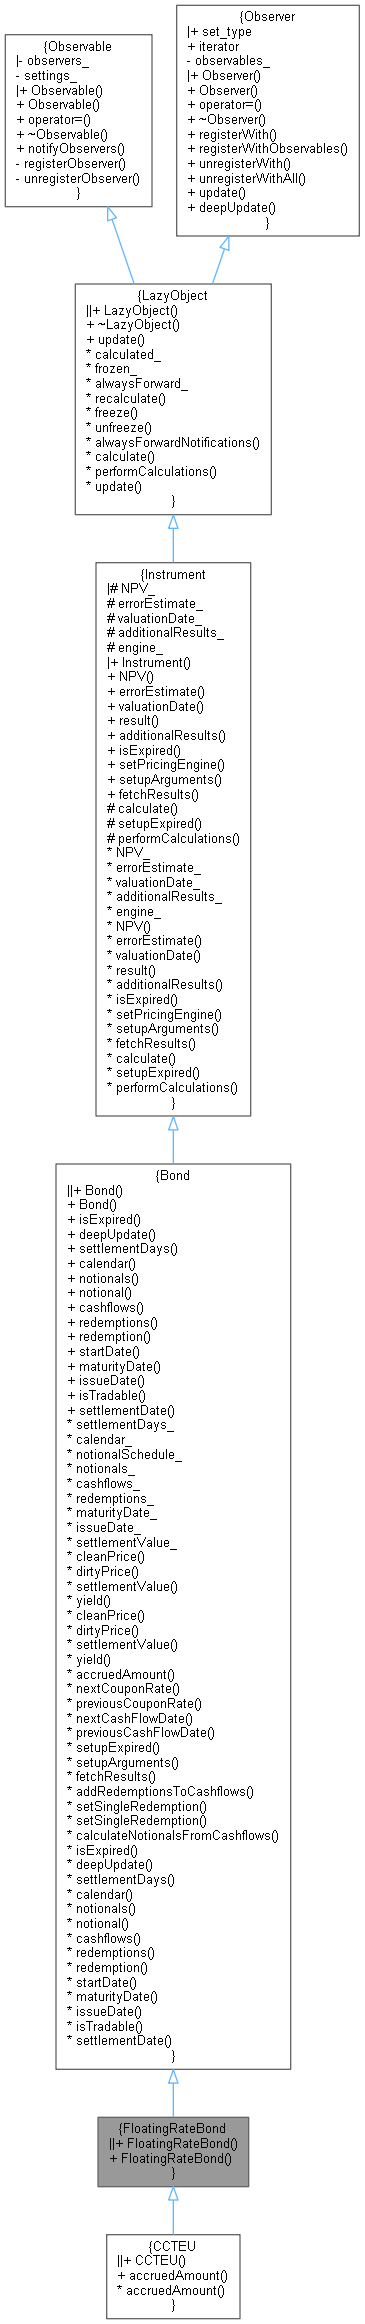 {Observable
|- observers_
- settings_
|+ Observable()
+ Observable()
+ operator=()
+ ~Observable()
+ notifyObservers()
- registerObserver()
- unregisterObserver()
}
{Observer
|+ set_type
+ iterator
- observables_
|+ Observer()
+ Observer()
+ operator=()
+ ~Observer()
+ registerWith()
+ registerWithObservables()
+ unregisterWith()
+ unregisterWithAll()
+ update()
+ deepUpdate()
}
{LazyObject
||+ LazyObject()
+ ~LazyObject()
+ update()
* calculated_
* frozen_
* alwaysForward_
* recalculate()
* freeze()
* unfreeze()
* alwaysForwardNotifications()
* calculate()
* performCalculations()
* update()
}
{Instrument
|# NPV_
# errorEstimate_
# valuationDate_
# additionalResults_
# engine_
|+ Instrument()
+ NPV()
+ errorEstimate()
+ valuationDate()
+ result()
+ additionalResults()
+ isExpired()
+ setPricingEngine()
+ setupArguments()
+ fetchResults()
# calculate()
# setupExpired()
# performCalculations()
* NPV_
* errorEstimate_
* valuationDate_
* additionalResults_
* engine_
* NPV()
* errorEstimate()
* valuationDate()
* result()
* additionalResults()
* isExpired()
* setPricingEngine()
* setupArguments()
* fetchResults()
* calculate()
* setupExpired()
* performCalculations()
}
{Bond
||+ Bond()
+ Bond()
+ isExpired()
+ deepUpdate()
+ settlementDays()
+ calendar()
+ notionals()
+ notional()
+ cashflows()
+ redemptions()
+ redemption()
+ startDate()
+ maturityDate()
+ issueDate()
+ isTradable()
+ settlementDate()
* settlementDays_
* calendar_
* notionalSchedule_
* notionals_
* cashflows_
* redemptions_
* maturityDate_
* issueDate_
* settlementValue_
* cleanPrice()
* dirtyPrice()
* settlementValue()
* yield()
* cleanPrice()
* dirtyPrice()
* settlementValue()
* yield()
* accruedAmount()
* nextCouponRate()
* previousCouponRate()
* nextCashFlowDate()
* previousCashFlowDate()
* setupExpired()
* setupArguments()
* fetchResults()
* addRedemptionsToCashflows()
* setSingleRedemption()
* setSingleRedemption()
* calculateNotionalsFromCashflows()
* isExpired()
* deepUpdate()
* settlementDays()
* calendar()
* notionals()
* notional()
* cashflows()
* redemptions()
* redemption()
* startDate()
* maturityDate()
* issueDate()
* isTradable()
* settlementDate()
}
{FloatingRateBond
||+ FloatingRateBond()
+ FloatingRateBond()
}
{CCTEU
||+ CCTEU()
+ accruedAmount()
* accruedAmount()
}